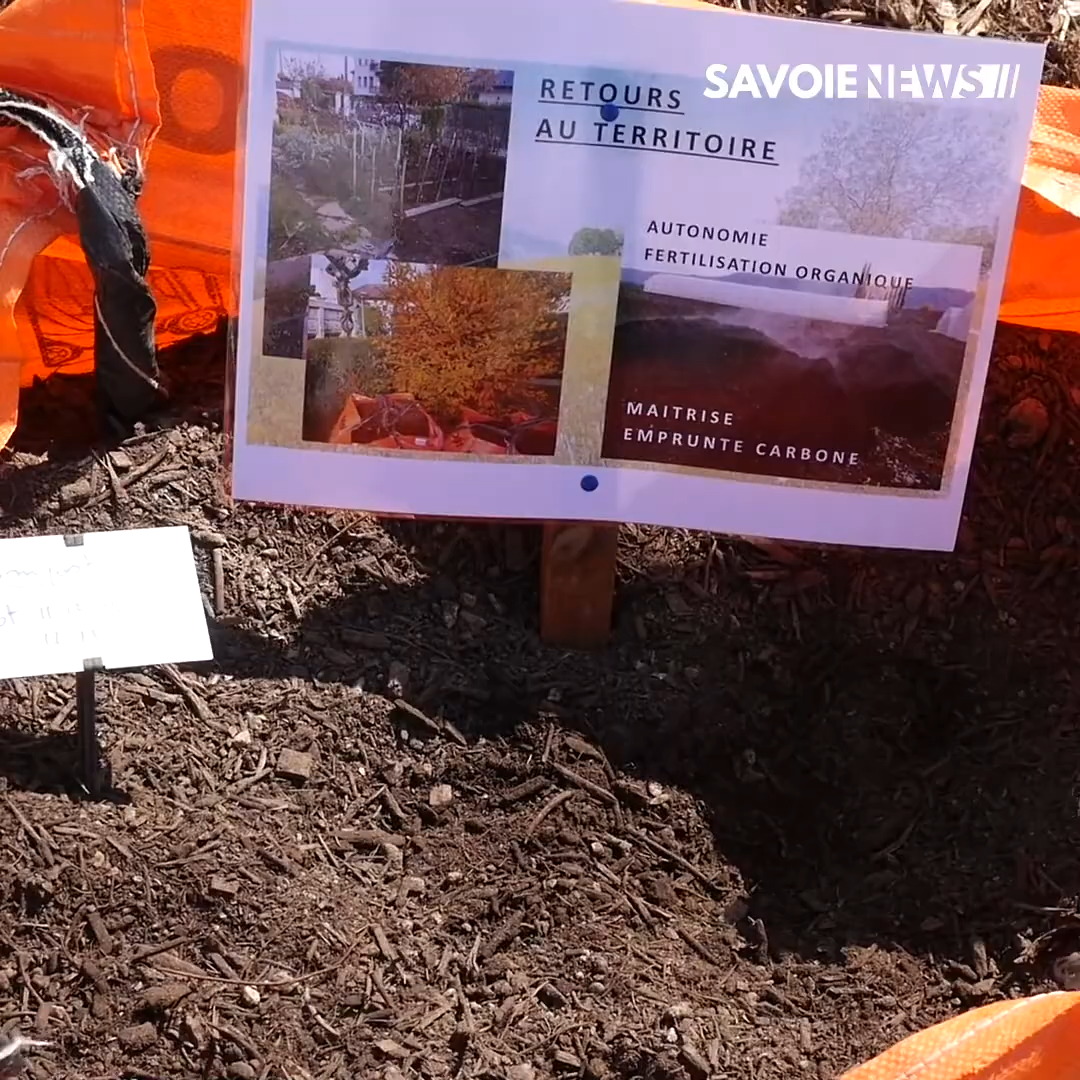 SAVOIE NEWS
RETOURS
AU TERRITOIRE
AUTONOMIE
FERTILISATION ORGANIQUE
MAITRISE
EMPRUNTE CARBONE